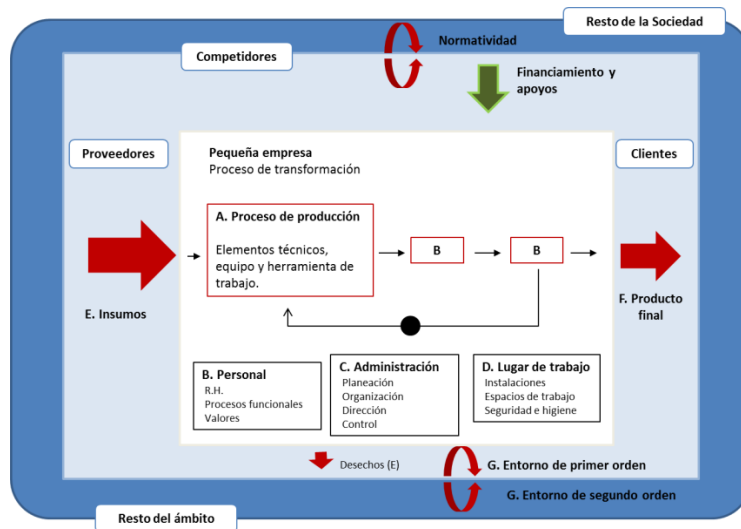 Resto de la Sociedad
Normatividad
Competidores
Financiamiento y
apoyos
Proveedores
Pequeña empresa
Proceso de transformación
Clientes
A. Proceso de producción
Elementos técnicos,
equipo y herramienta de
trabajo.
B
B
E. Insumos
F. Producto
final
B. Personal
R.H.
Procesos funcionales
Valores
C. Administración
Planeación
Organización
Dirección
Control
D. Lugar de trabajo
Instalaciones
Espacios de trabajo
Seguridad e higiene
Desechos (E)
G. Entorno de primer orden
G. Entorno de segundo orden
Resto del ámbito